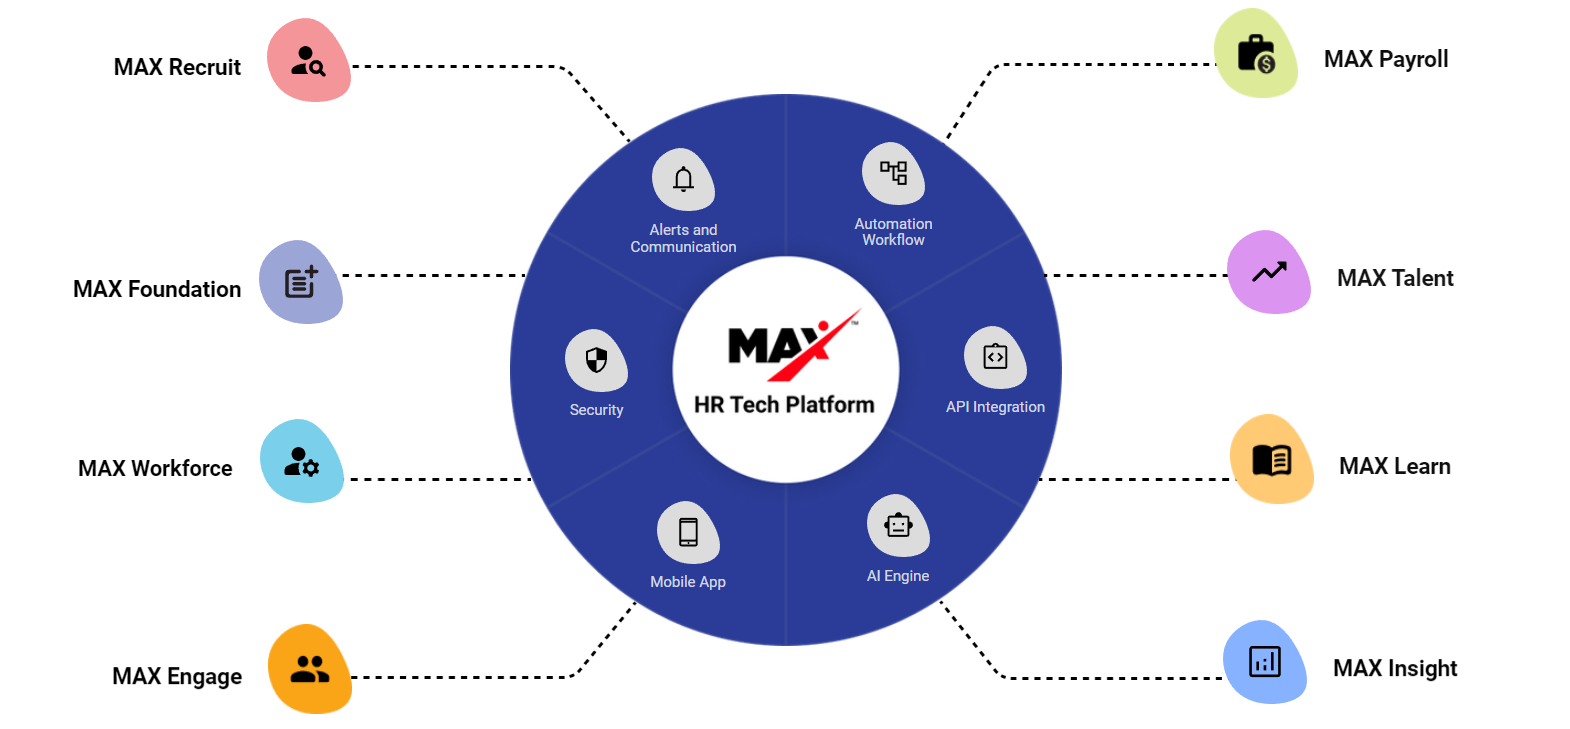 MAX Recruit
MAX Payroll
Alerts and
Communication
Automation
Workflow
MAX Foundation
MAX Talent
MAX™
HR Tech Platform
Security
API Integration
MAX Workforce
MAX Learn
Mobile App
AI Engine
MAX Engage
MAX Insight